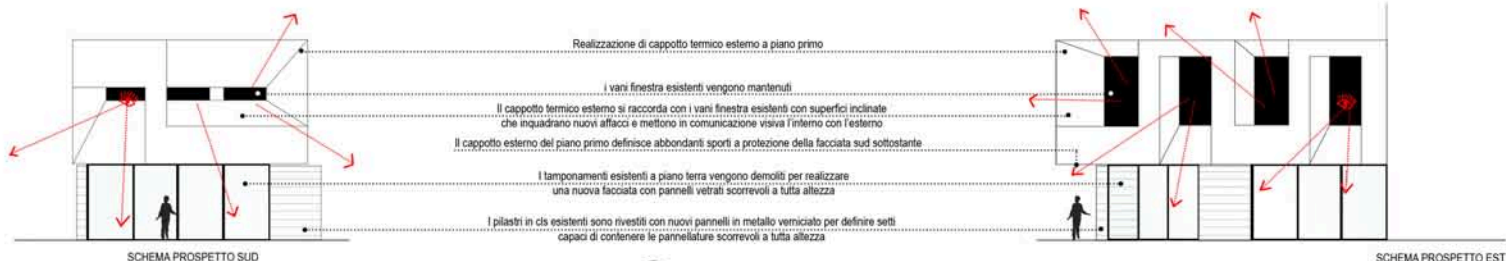 Realizzazione di cappotto termico esterno a piano primo
i vani finestra esistenti vengono mantenuti
Il cappotto termico esterno si raccorda con i vani finestra esistenti con superfici inclinate
che inquadrano nuovi affacci e mettono in comunicazione visiva l'interno con l'esterno
Il cappotto esterno del piano primo definisce abbondanti sporti a protezione della facciata sud sottostante
I tamponamenti esistenti a piano terra vengono demoliti per realizzare
una nuova facciata con pannelli vetrati scorrevoli a tutta altezza
I pilastri in cls esistenti sono rivestiti con nuovi pannelli in metallo verniciato per definire setti
capaci di contenere le pannellature scorrevoli a tutta altezza
SCHEMA PROSPETTO SUD
SCHEMA PROSPETTO EST